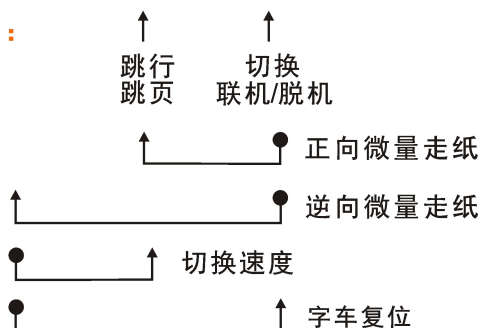 :
跳行 切换
跳页 联机/脱机
正向微量走纸
逆向微量走纸
切换速度
字车复位